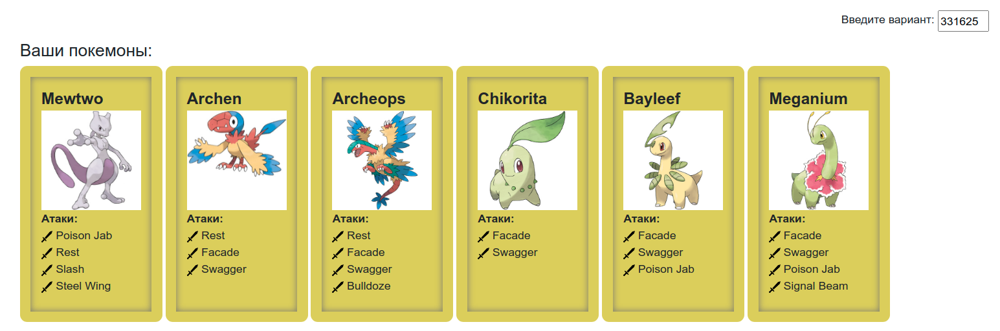 Введите вариант: 331625
Ваши покемоны:
Mewtwo
Атаки:
Poison Jab
Rest
Slash
Steel Wing
Archen
Атаки:
Rest
Facade
Swagger
Archeops
Атаки:
Rest
Facade
Swagger
Bulldoze
Chikorita
Атаки:
Facade
Swagger
Bayleef
Атаки:
Facade
Swagger
Poison Jab
Meganium
Атаки:
Facade
Swagger
Poison Jab
Signal Beam